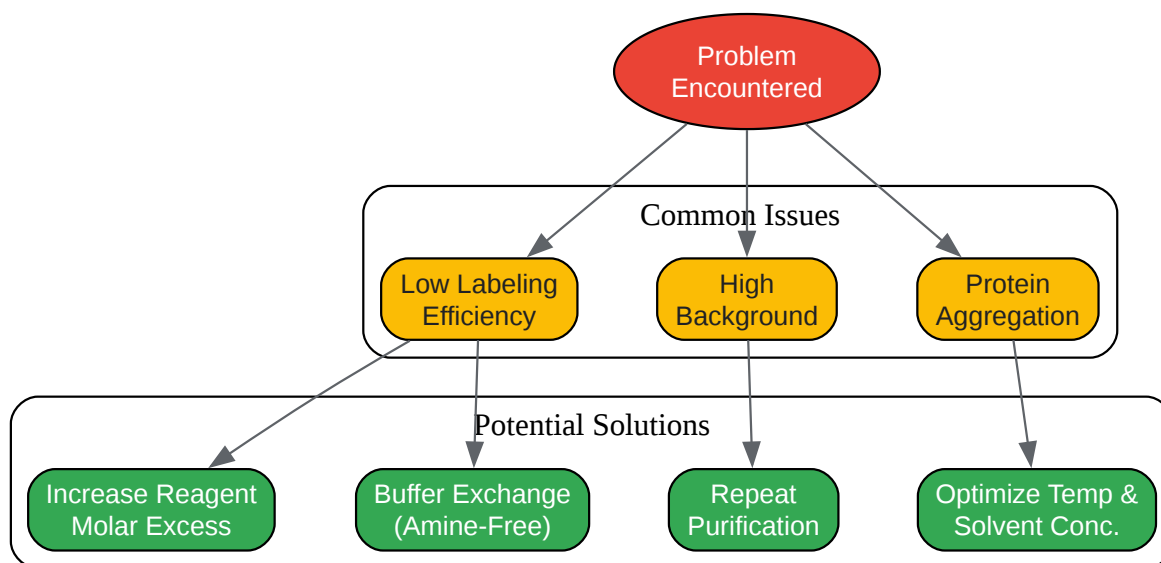 Problem
Encountered
Common Issues
Low Labeling
Efficiency
High
Background
Protein
Aggregation
Potential Solutions
Increase Reagent
Molar Excess
Buffer Exchange
(Amine-Free)
Repeat
Purification
Optimize Temp &
Solvent Conc.